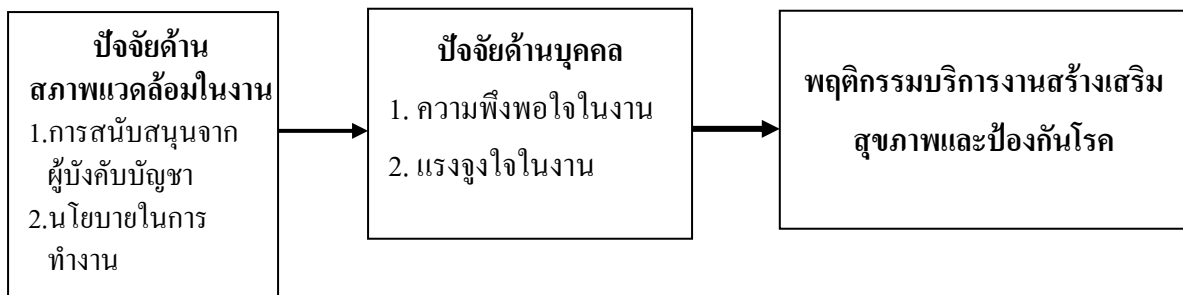 ปัจจัยด้าน
สภาพแวดล้อมในงาน
1.การสนับสนุนจาก
ผู้บังคับบัญชา
2.นโยบายในการ
ทำงาน
ปัจจัยด้านบุคคล
1. ความพึงพอใจในงาน
2. แรงจูงใจในงาน
พฤติกรรมบริการงานสร้างเสริม
สุขภาพและป้องกันโรค